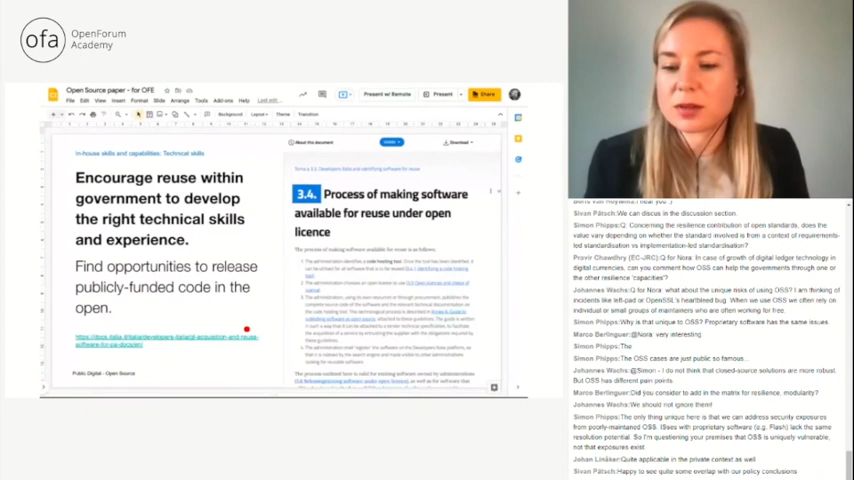 ofa
OpenForum
Academy
Open Source paper - for OFE
File Edit View Insert Format Slide Arrange Tools Add-ons Help Last edit ...
Present w/ Remote
Present
Share
Background Layout Theme Transition
In-house skills and capabilities: Technical skills
Encourage reuse within
government to develop
the right technical skills
and experience.
Find opportunities to release
publicly-funded code in the
open.
Public Digital - Open Source
About this document
Download
3.4. Process of making software
available for reuse under open
licence
The process of making software available for reuse is as follows:
Sivan Pätsch:We can discus in the discussion section.
Simon Phipps:Q: Concerning the resilience contribution of open standards, does the
value vary depending on whether the standard involved is from a context of requirements-
led standardisation vs implementation-led standardisation?
Pravir Chawdhry (EC-JRC):Q for Nora. In case of growth of digital ledger technology in
digital currencies, can you comment how OSS can help the governments through one or
the other resilience 'capacities'?
Johannes Wachs:Q for Nora: what about the unique risks of using OSS? I am thinking of
incidents like left-pad or OpenSSL's heartbleed bug. When we use OSS we often rely on
individual or small groups of maintainers who are often working for free.
Simon Phipps:Why is that unique to OSS? Proprietary software has the same issues.
Marco Berlinguer:@Nora: very interesting
Simon Phipps:The
Simon Phipps:The OSS cases are just public so famous...
Johannes Wachs:@Simon - I do not think that closed-source solutions are more robust.
But OSS has different pain points.
Marco Berlinguer:Did you consider to add in the matrix for resilience, modularity?
Johannes Wachs:We should not ignore them!
Simon Phipps:The only thing unique here is that we can address security exposures
from poorly-maintained OSS. ISses with proprietary software (e.g. Flash) lack the same
resolution potential. So I'm questioning your premises that OSS is uniquely vulnerable,
not that exposures exist.
Johan Linåker:Quite applicable in the private context as well
Sivan Pätsch:Happy to see quite some overlap with our policy conclusions